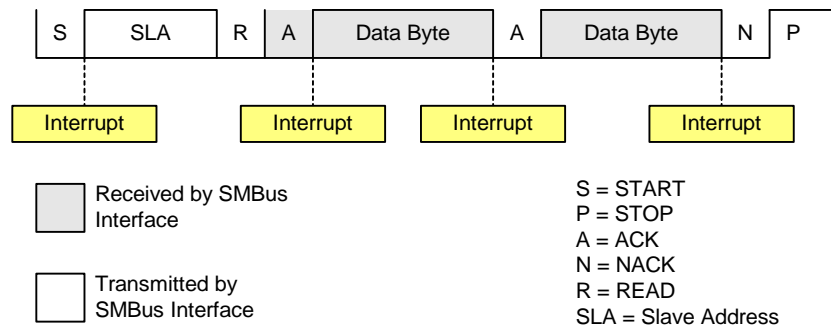 S SLA R A Data Byte A Data Byte N P
Interrupt Interrupt Interrupt Interrupt
Received by SMBus
Interface
Transmitted by
SMBus Interface
S = START
P = STOP
A = ACK
N = NACK
R = READ
SLA = Slave Address